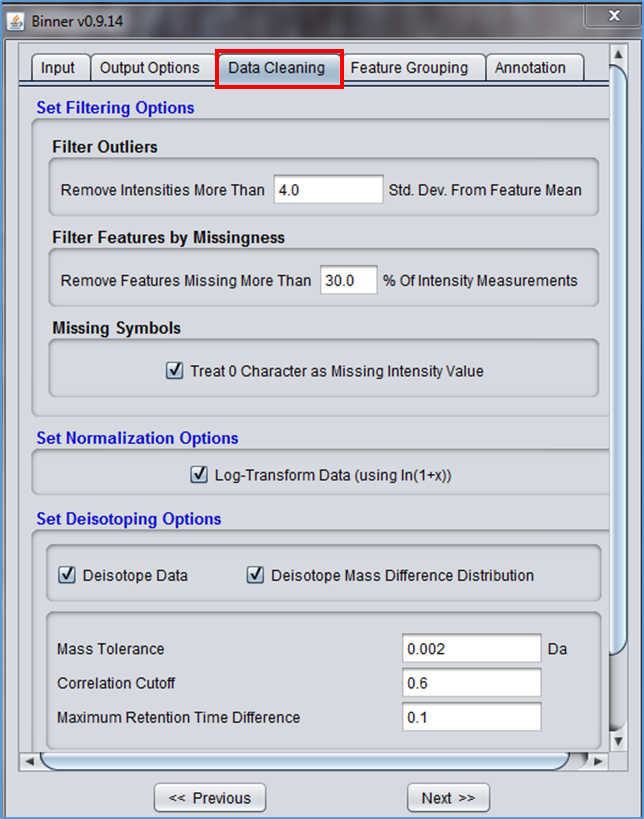 Binner v0.9.14
Input Output Options Data Cleaning Feature Grouping Annotation
Set Filtering Options
Filter Outliers
Remove Intensities More Than 4.0 Std. Dev. From Feature Mean
Filter Features by Missingness
Remove Features Missing More Than 30.0 % Of Intensity Measurements
Missing Symbols
Treat 0 Character as Missing Intensity Value
Set Normalization Options
Log-Transform Data (using ln(1+x))
Set Deisotoping Options
Deisotope Data Deisotope Mass Difference Distribution
Mass Tolerance 0.002 Da
Correlation Cutoff 0.6
Maximum Retention Time Difference 0.1
<< Previous Next >>